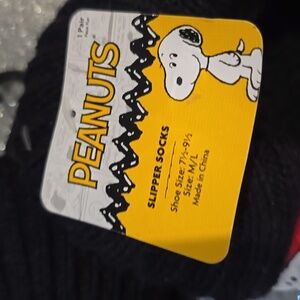 1 Pair
PEANUTS
SLIPPER SOCKS
Shoe Size: 7½-9½
Size: M/L
Made in China